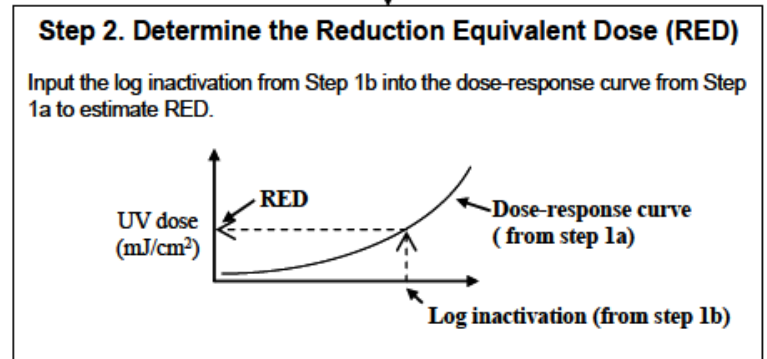 Step 2. Determine the Reduction Equivalent Dose (RED)
Input the log inactivation from Step 1b into the dose-response curve from Step
1a to estimate RED.
RED
UV dose
(mJ/cm²)
Dose-response curve
( from step 1a)
Log inactivation (from step 1b)